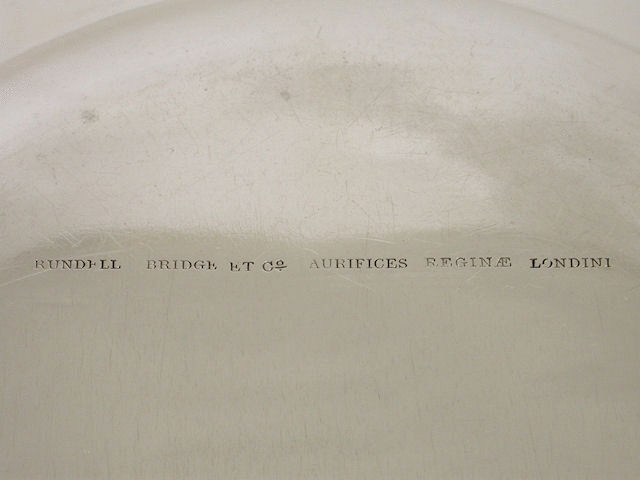 RUNDELL BRIDGE ET Cº AURIFICES REGINÆ LONDINI